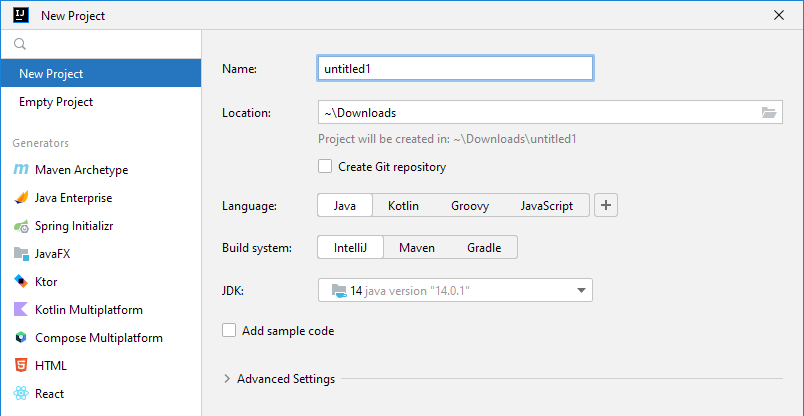 IJ New Project
New Project
Empty Project
Generators
Maven Archetype
Java Enterprise
Spring Initializr
JavaFX
Ktor
Kotlin Multiplatform
Compose Multiplatform
HTML
React
Name: untitled1
Location: ~\Downloads
Project will be created in: ~\Downloads\untitled1
Create Git repository
Language: Java Kotlin Groovy JavaScript +
Build system: IntelliJ Maven Gradle
JDK: 14 java version "14.0.1"
Add sample code
Advanced Settings